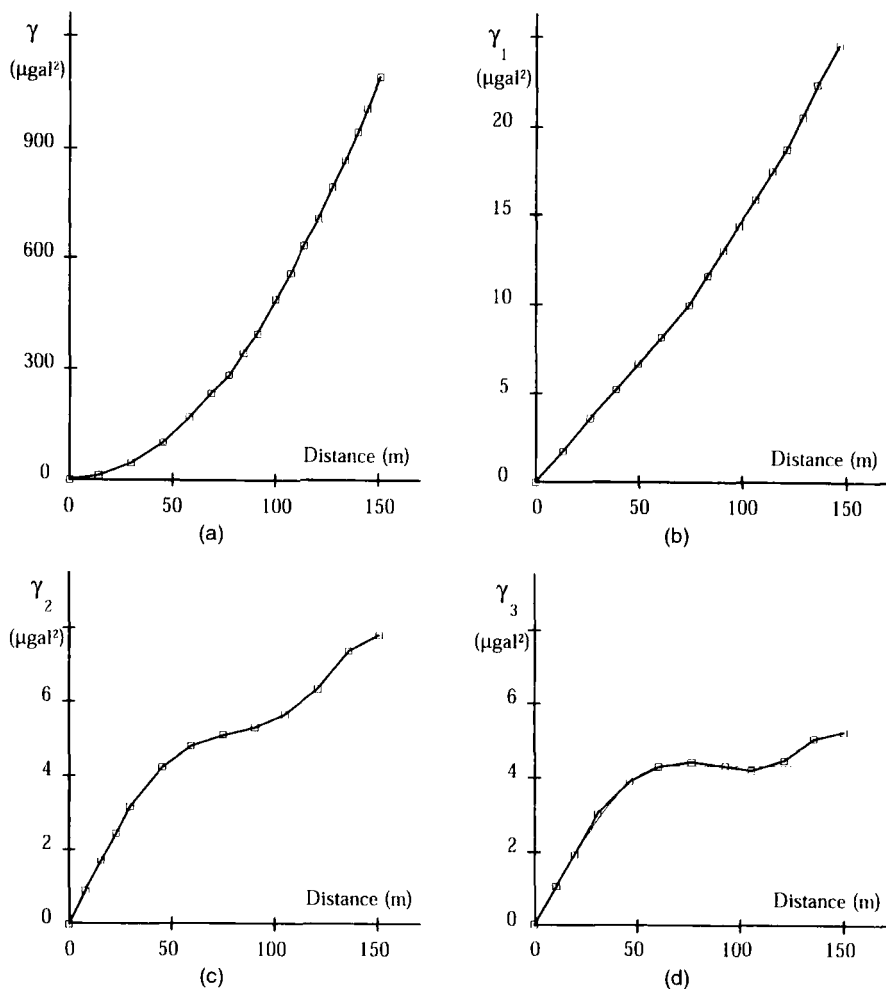 γ
(μgal²)
900
600
300
0
Distance (m)
0 50 100 150
(a)
γ₁
(μgal²)
20
15
10
5
0
Distance (m)
0 50 100 150
(b)
γ₂
(μgal²)
6
4
2
0
Distance (m)
0 50 100 150
(c)
γ₃
(μgal²)
6
4
2
0
Distance (m)
0 50 100 150
(d)